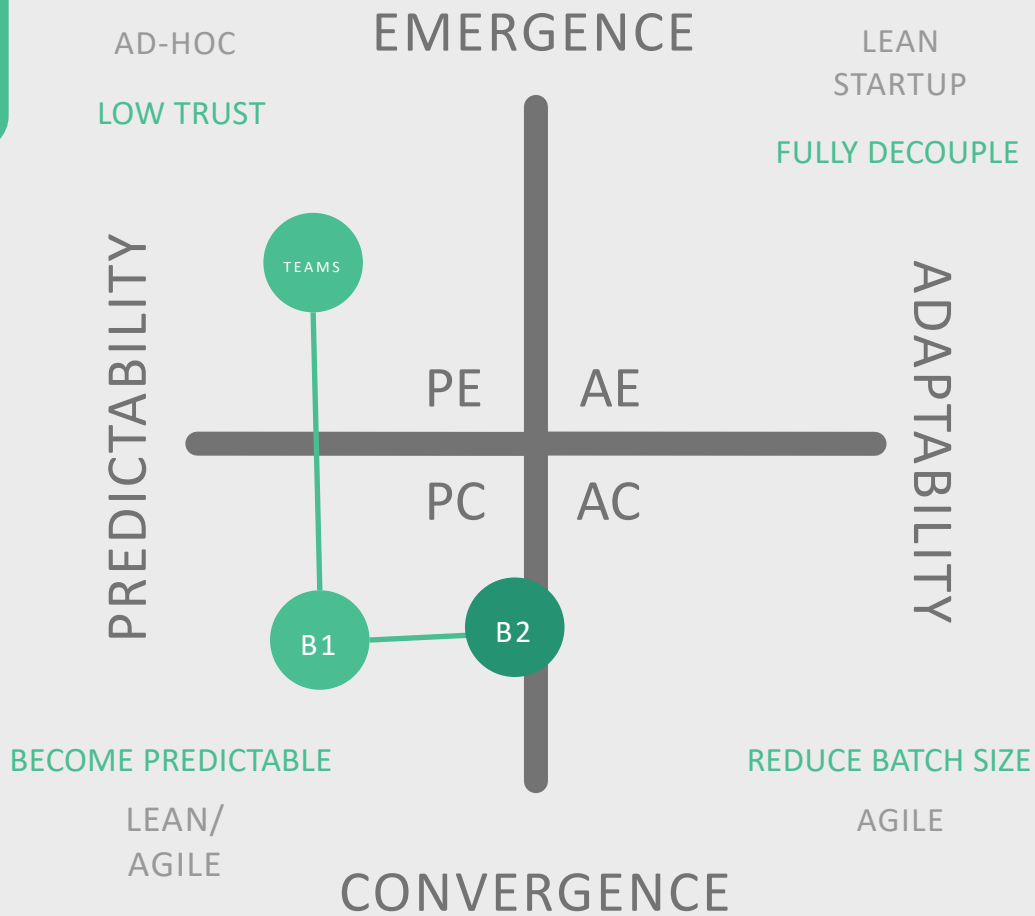 EMERGENCE
AD-HOC
LOW TRUST
LEAN
STARTUP
FULLY DECOUPLE
PREDICTABILITY
ADAPTABILITY
TEAMS
PE
AE
PC
AC
B1
B2
BECOME PREDICTABLE
LEAN/
AGILE
REDUCE BATCH SIZE
AGILE
CONVERGENCE